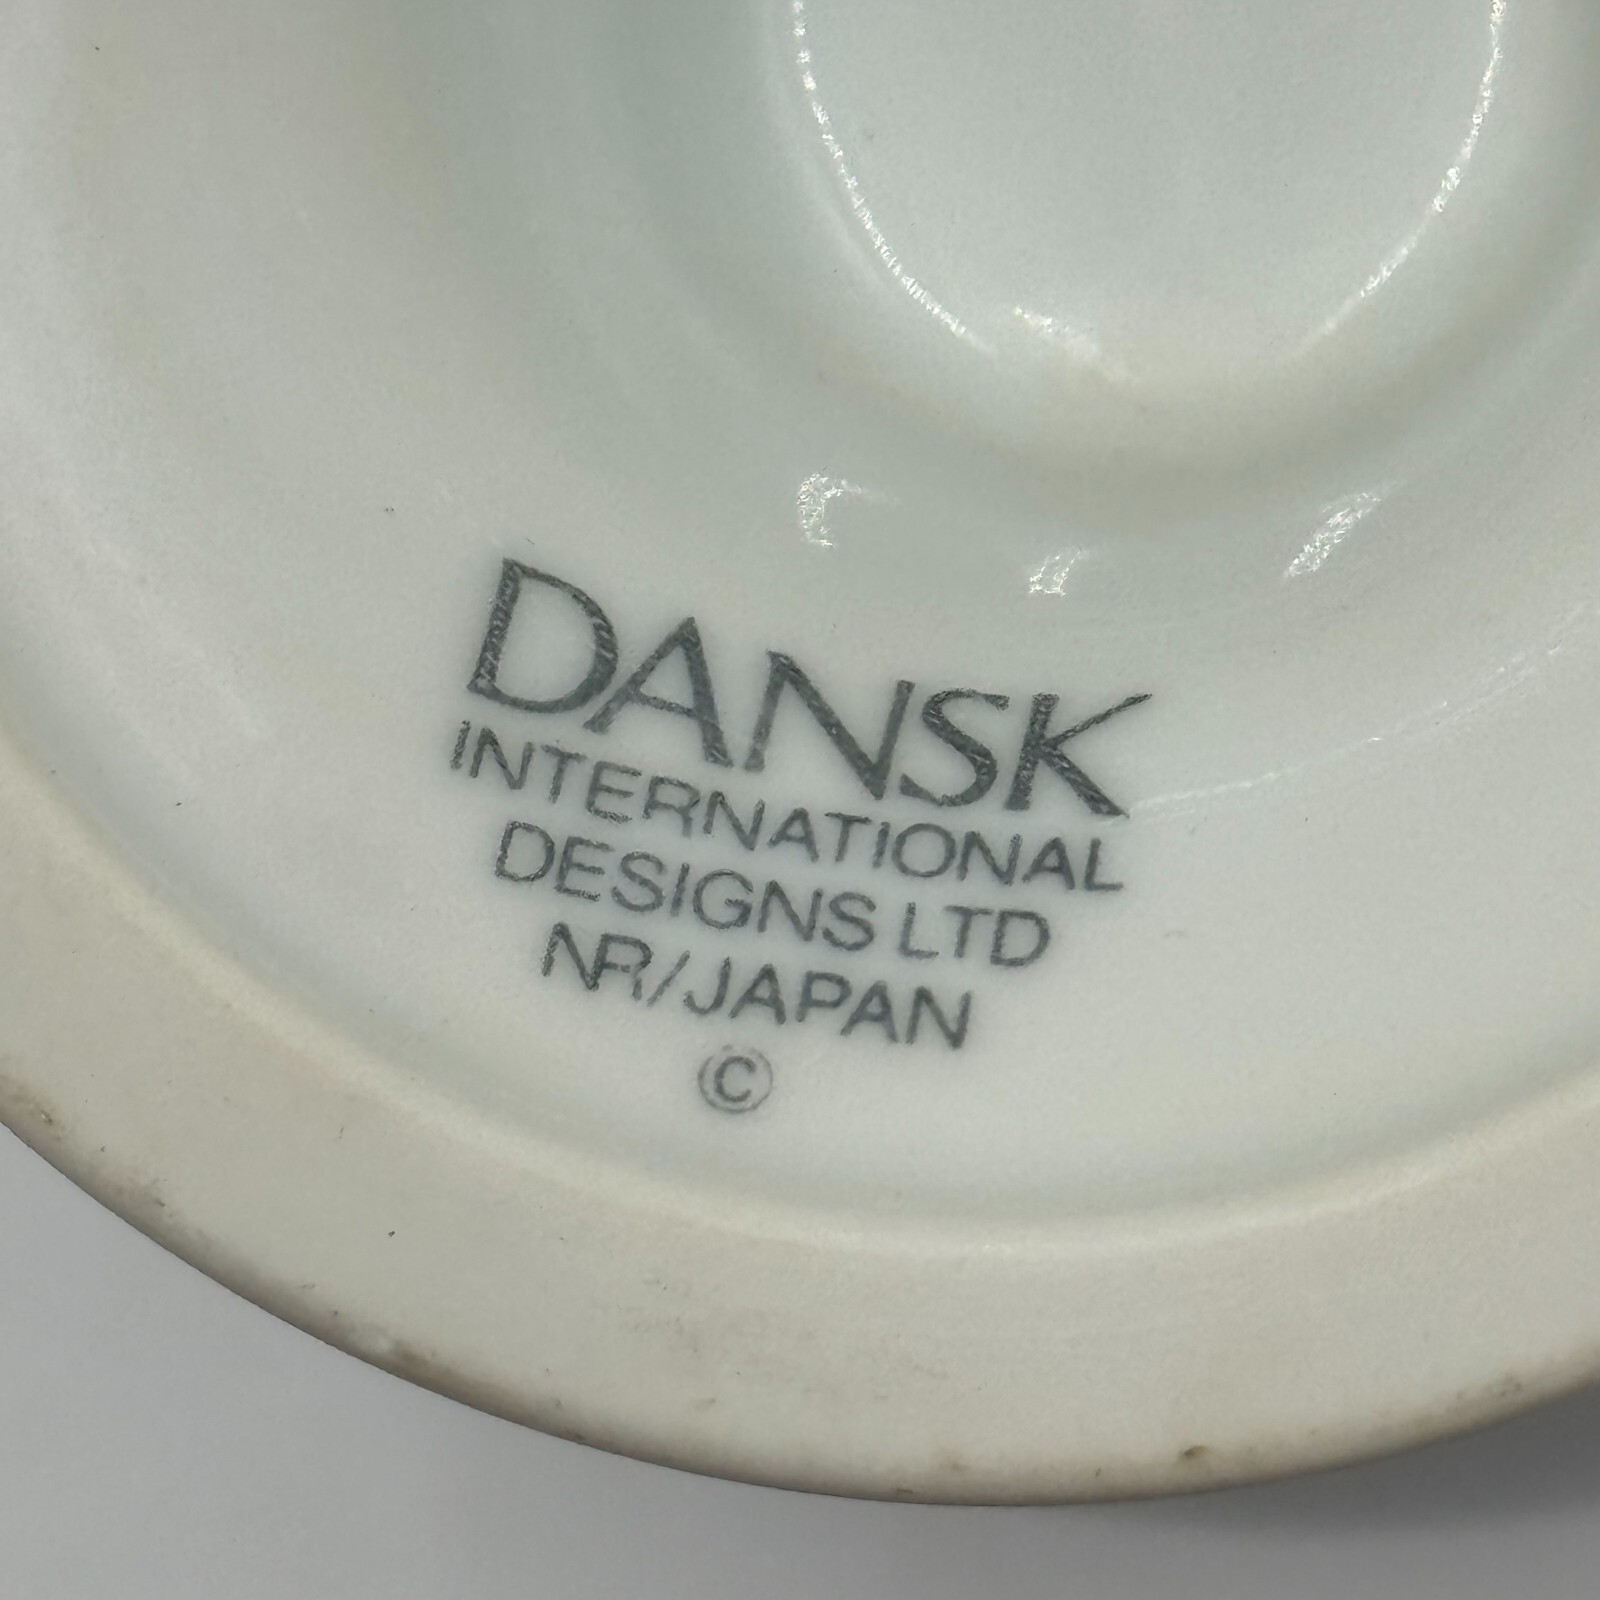 DANSK
INTERNATIONAL
DESIGNS LTD
NR/JAPAN
©